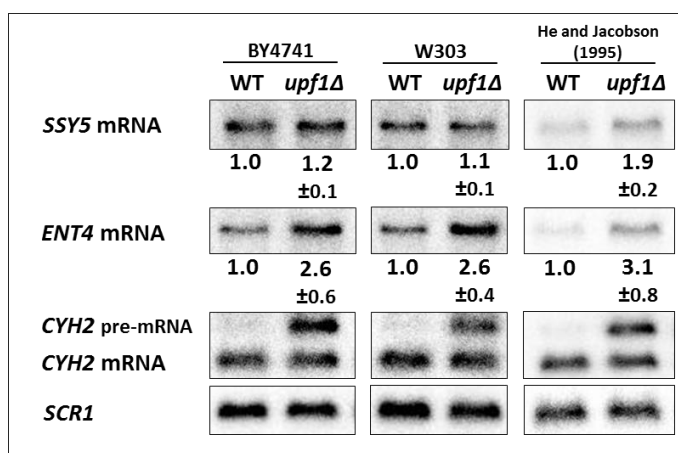 BY4741 W303 He and Jacobson
(1995)
WT upf1Δ WT upf1Δ WT upf1Δ
SSY5 mRNA
1.0 1.2 1.0 1.1 1.0 1.9
±0.1 ±0.1 ±0.2
ENT4 mRNA
1.0 2.6 1.0 2.6 1.0 3.1
±0.6 ±0.4 ±0.8
CYH2 pre-mRNA
CYH2 mRNA
SCR1